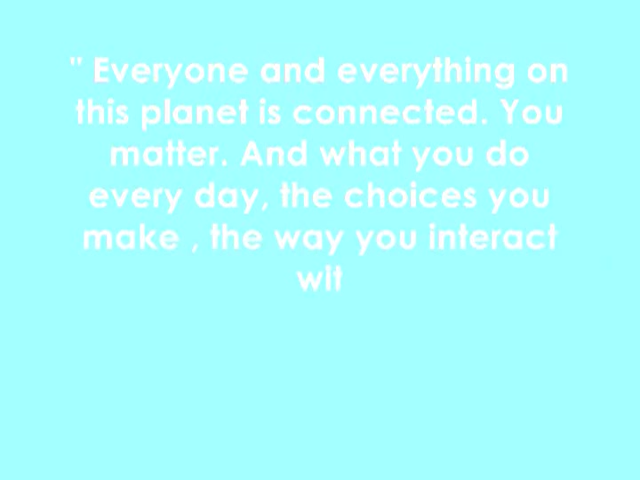 " Everyone and everything on
this planet is connected. You
matter. And what you do
every day, the choices you
make , the way you interact
wit